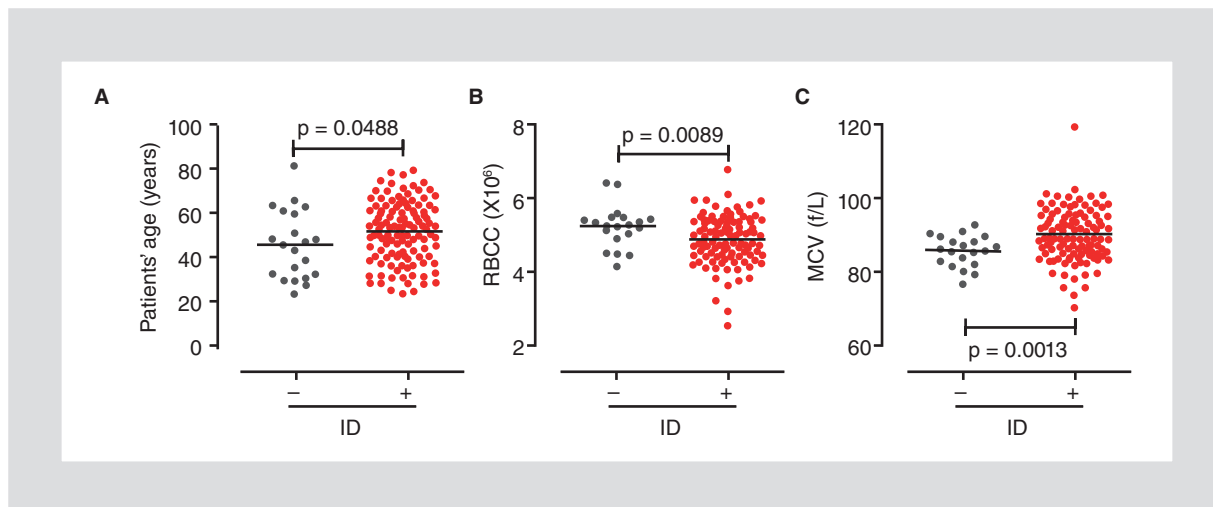 A
Patients' age (years)
100
80
60
40
20
0
p = 0.0488
– +
ID
B
RBCC (X10⁶)
8
6
4
2
p = 0.0089
– +
ID
C
MCV (f/L)
120
100
80
60
p = 0.0013
– +
ID